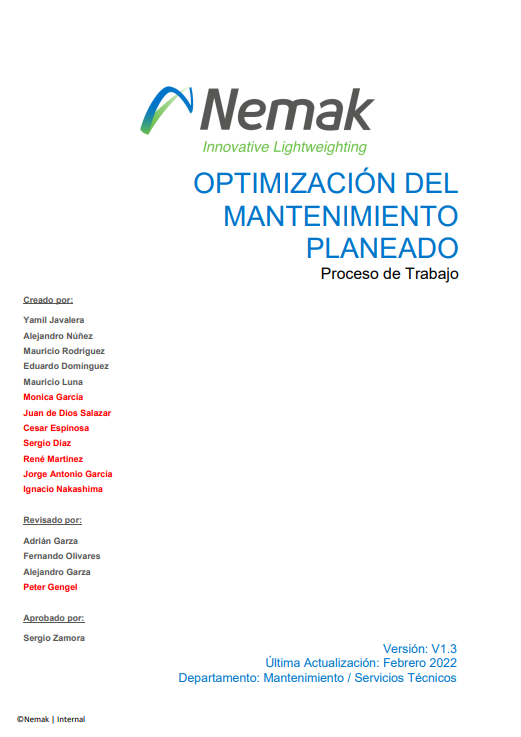 Nemak
Innovative Lightweighting
OPTIMIZACIÓN DEL
MANTENIMIENTO
PLANEADO
Proceso de Trabajo
Creado por:
Yamil Javalera
Alejandro Núñez
Mauricio Rodríguez
Eduardo Domínguez
Mauricio Luna
Monica García
Juan de Dios Salazar
Cesar Espinosa
Sergio Díaz
René Martínez
Jorge Antonio García
Ignacio Nakashima
Revisado por:
Adrián Garza
Fernando Olivares
Alejandro Garza
Peter Gengel
Aprobado por:
Sergio Zamora
Versión: V1.3
Última Actualización: Febrero 2022
Departamento: Mantenimiento / Servicios Técnicos
©Nemak | Internal